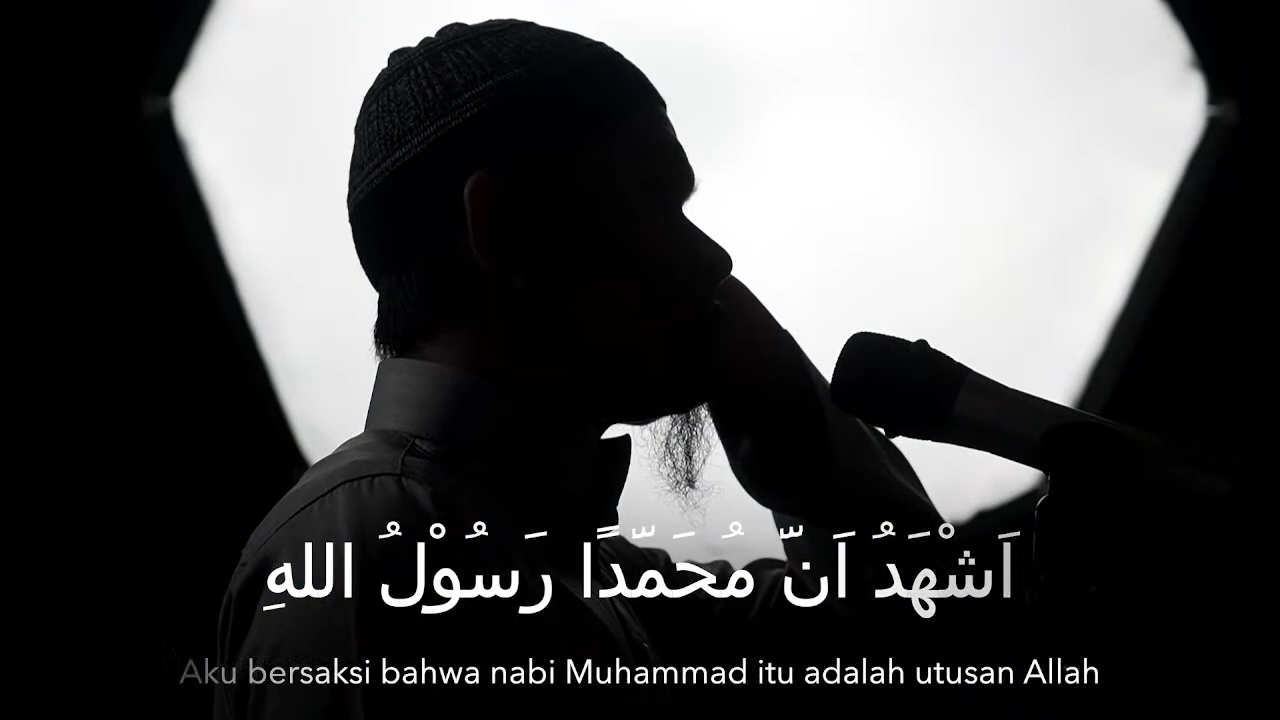 اَشْهَدُ اَنّ مُحَمّدًا رَسُوْلُ اللهِ
Aku bersaksi bahwa nabi Muhammad itu adalah utusan Allah